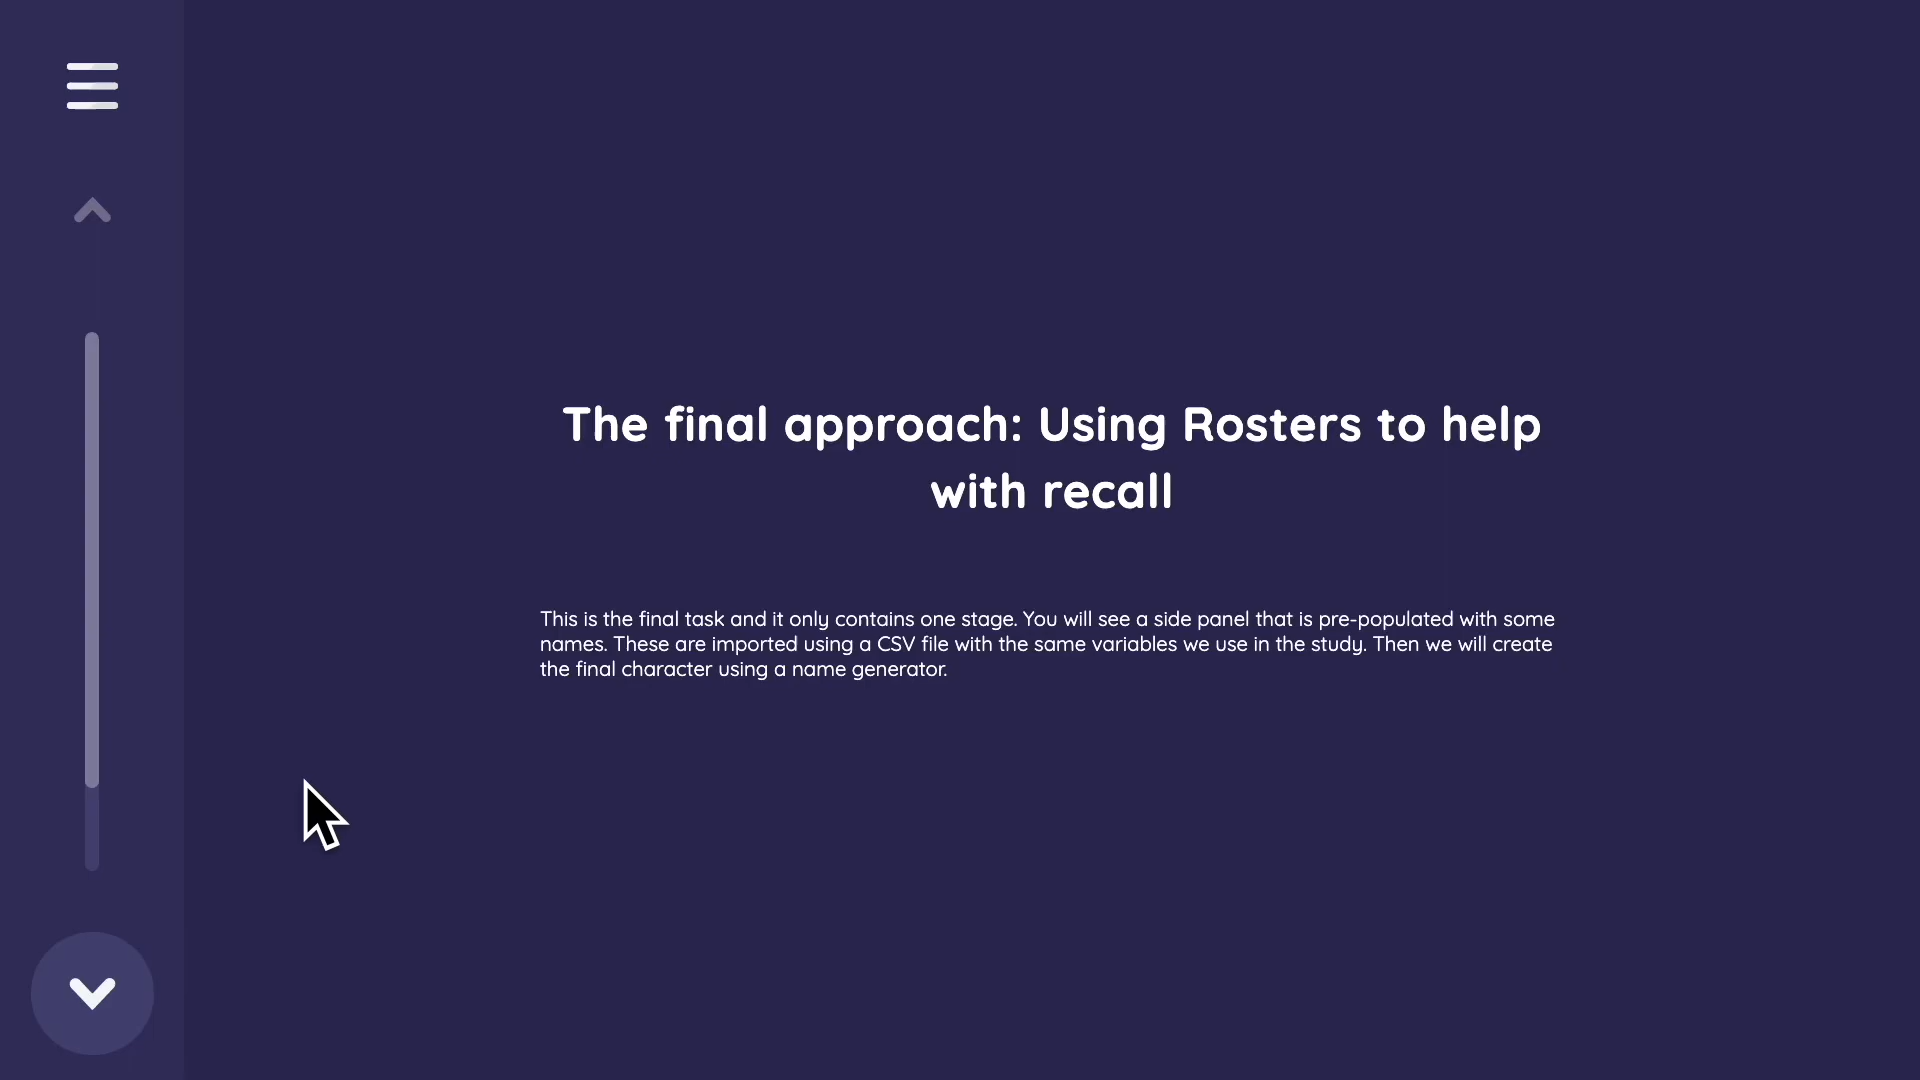 The final approach: Using Rosters to help
with recall
This is the final task and it only contains one stage. You will see a side panel that is pre-populated with some
names. These are imported using a CSV file with the same variables we use in the study. Then we will create
the final character using a name generator.